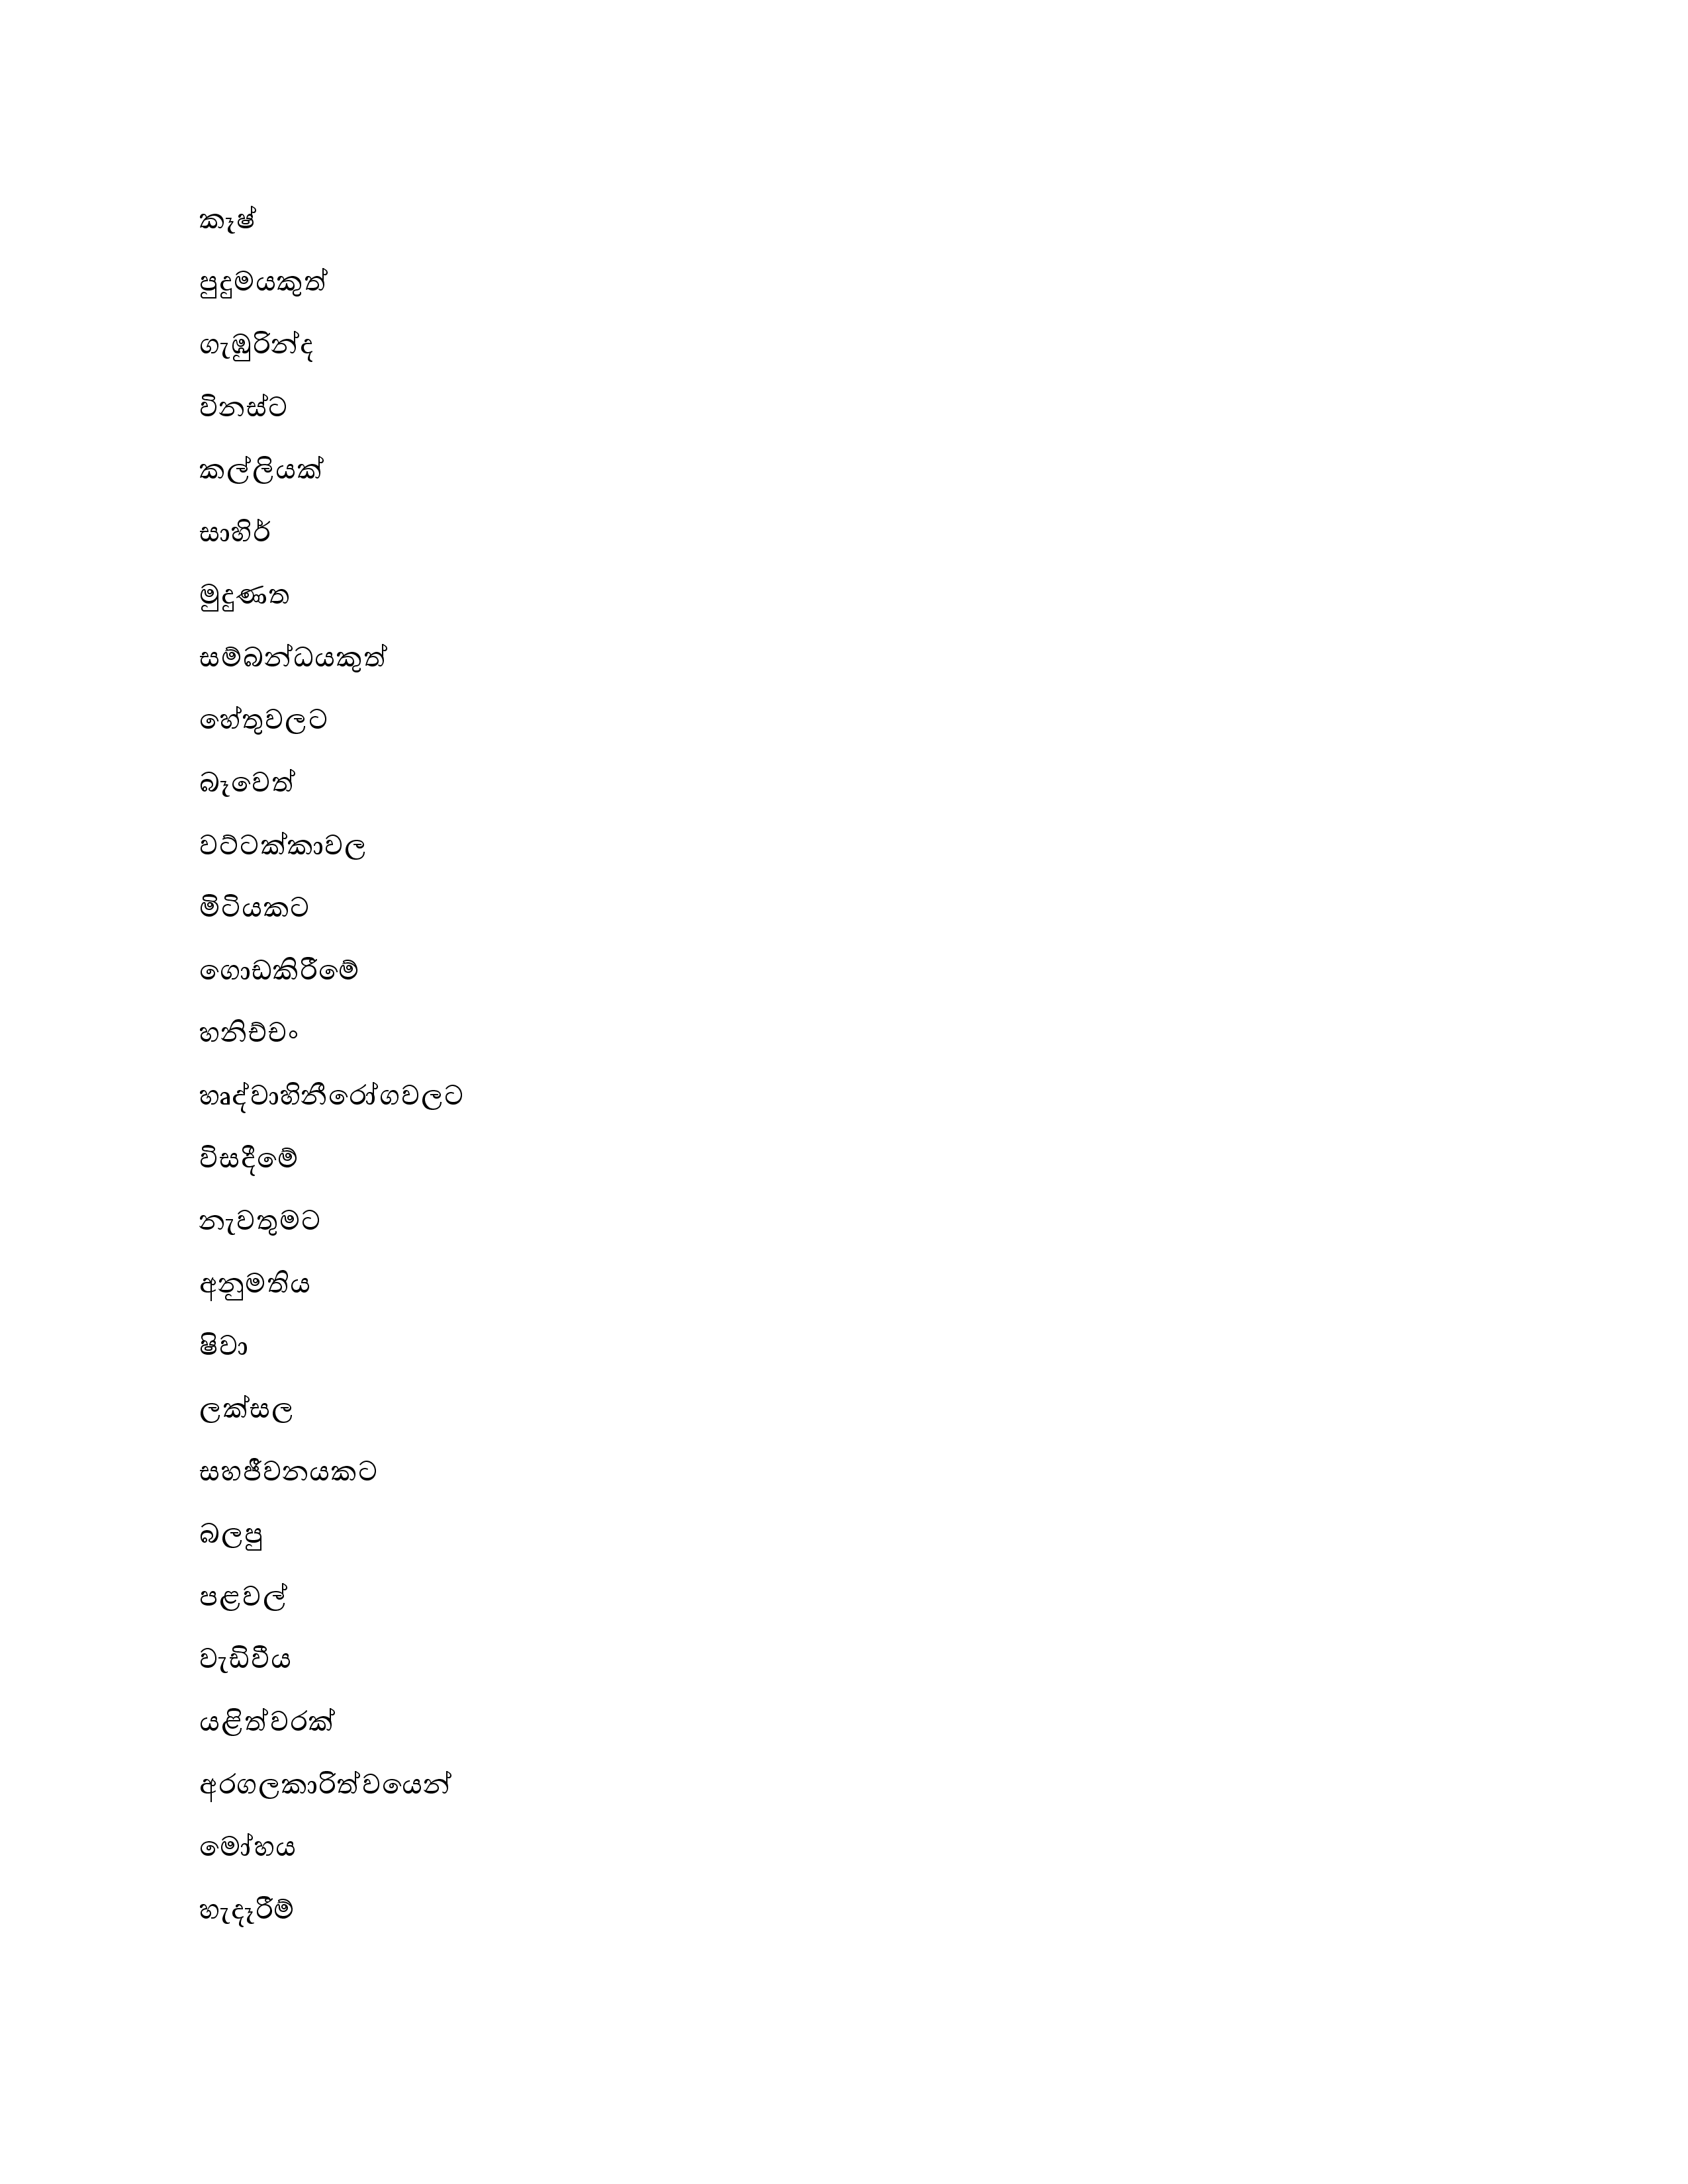 කෑෂ්
පුදුමයකුත්
ගැඹුරින්ද
විනස්ට
කල්ලියක්
සාහිර්
මුදුණත
සම්බන්ධයකුත්
හේතුවලට
බෑවෙත්
වට්ටක්කාවල
මිටියකට
ගොඩකිරීමේ
හනිච්චං
හෘද්වාහිනීරෝගවලට
විසදීමේ
නැවතුමට
අනුමතිය
ෂිවා
ලක්සල
සහජීවනයකට
බලපු
පළවල්
වැඩිවීය
යළිත්වරක්
අරගලකාරිත්වයෙන්
මෝහය
හැදෑරීම්